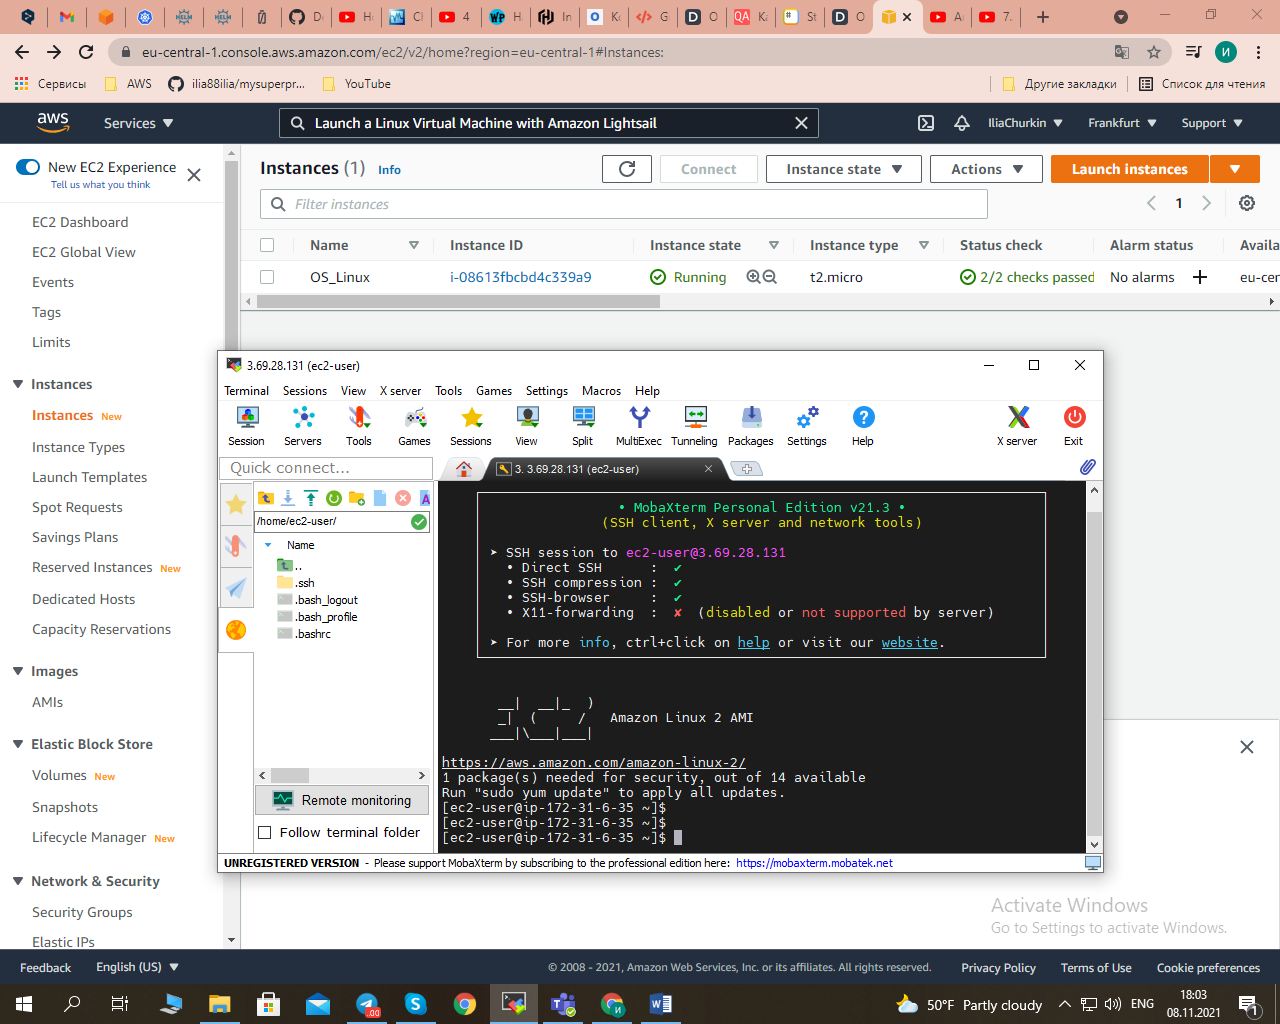 D
H
Cl
4
H
In
Ko
G
O
Ka
St
O
A
7.
eu-central-1.console.aws.amazon.com/ec2/v2/home?region=eu-central-1#Instances:
И
Сервисы
AWS
ilia88ilia/mysuperpr...
YouTube
Другие закладки
Список для чтения
aws
Services
Launch a Linux Virtual Machine with Amazon Lightsail
IliaChurkin
Frankfurt
Support
New EC2 Experience
Tell us what you think
EC2 Dashboard
EC2 Global View
Events
Tags
Limits
Instances
Instances New
Instance Types
Launch Templates
Spot Requests
Savings Plans
Reserved Instances New
Dedicated Hosts
Capacity Reservations
Images
AMIs
Elastic Block Store
Volumes New
Snapshots
Lifecycle Manager New
Network & Security
Security Groups
Elastic IPs
Instances (1) Info
Connect
Instance state
Actions
Launch instances
Filter instances
1
Name
Instance ID
Instance state
Instance type
Status check
Alarm status
Availa
OS_Linux
i-08613fbcbd4c339a9
Running
t2.micro
2/2 checks passed
No alarms
eu-cen
3.69.28.131 (ec2-user)
Terminal Sessions View X server Tools Games Settings Macros Help
Session Servers Tools Games Sessions View Split MultiExec Tunneling Packages Settings Help X server Exit
Quick connect...
3. 3.69.28.131 (ec2-user)
/home/ec2-user/
Name
..
.ssh
.bash_logout
.bash_profile
.bashrc
Remote monitoring
Follow terminal folder
• MobaXterm Personal Edition v21.3 •
(SSH client, X server and network tools)
➤ SSH session to ec2-user@3.69.28.131
• Direct SSH : ✔
• SSH compression : ✔
• SSH-browser : ✔
• X11-forwarding : ✘ (disabled or not supported by server)
➤ For more info, ctrl+click on help or visit our website.
__| __|_ )
_| ( / Amazon Linux 2 AMI
___|\___|___|
https://aws.amazon.com/amazon-linux-2/
1 package(s) needed for security, out of 14 available
Run "sudo yum update" to apply all updates.
[ec2-user@ip-172-31-6-35 ~]$
[ec2-user@ip-172-31-6-35 ~]$
[ec2-user@ip-172-31-6-35 ~]$
UNREGISTERED VERSION - Please support MobaXterm by subscribing to the professional edition here: https://mobaxterm.mobatek.net
Activate Windows
Go to Settings to activate Windows.
Feedback
English (US)
© 2008 - 2021, Amazon Web Services, Inc. or its affiliates. All rights reserved.
Privacy Policy
Terms of Use
Cookie preferences
50°F Partly cloudy
ENG
18:03
08.11.2021
1